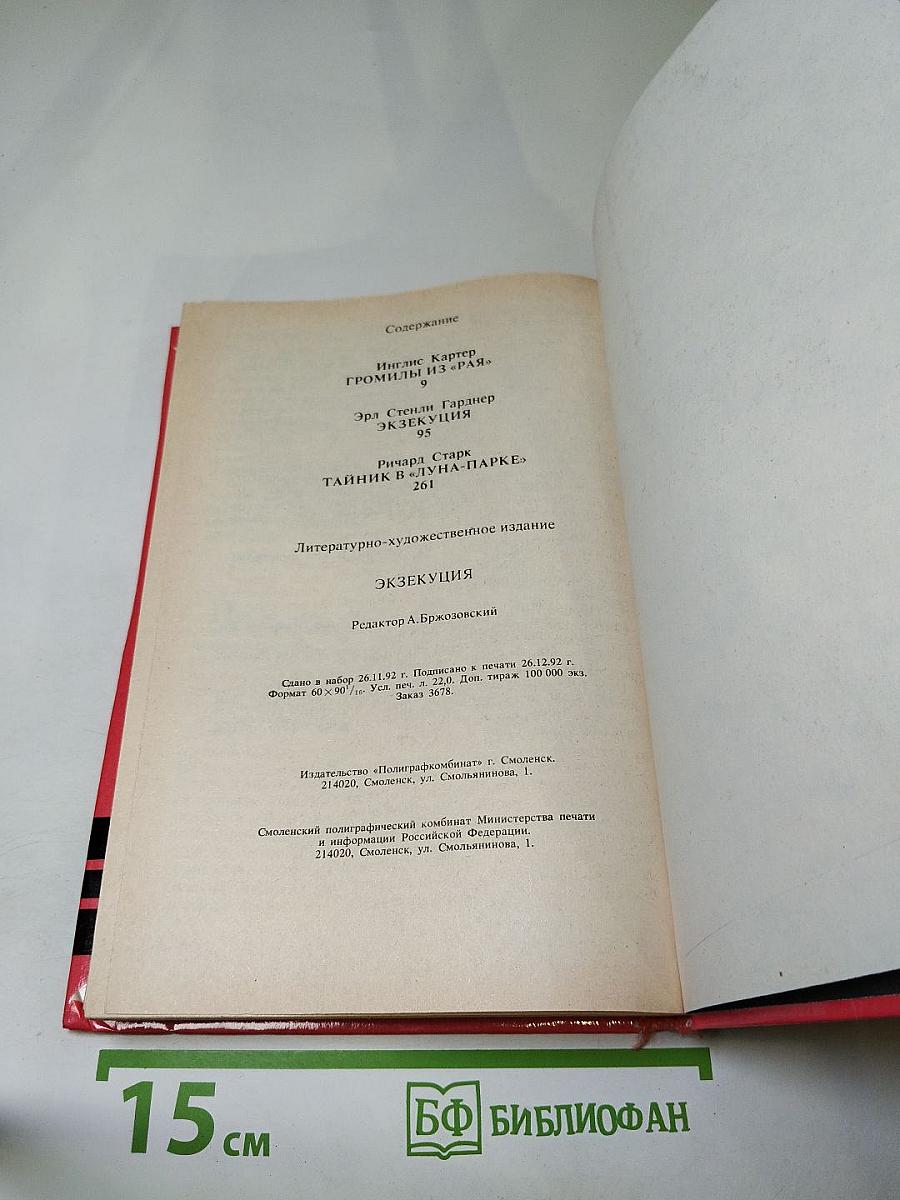 Содержание
Инглис Картер
ГРОМИЛЫ ИЗ «РАЯ»
9
Эрл Стенли Гарднер
ЭКЗЕКУЦИЯ
95
Ричард Старк
ТАЙНИК В «ЛУНА-ПАРКЕ»
261
Литературно-художественное издание
ЭКЗЕКУЦИЯ
Редактор А.Бржозовский
Сдано в набор 26.11.92 г. Подписано к печати 26.12.92 г.
Формат 60×90¹/₁₆. Усл. печ. л. 22,0. Доп. тираж 100 000 экз.
Заказ 3678.
Издательство «Полиграфкомбинат» г. Смоленск.
214020, Смоленск, ул. Смольянинова, 1.
Смоленский полиграфический комбинат Министерства печати
и информации Российской Федерации.
214020, Смоленск, ул. Смольянинова, 1.
15 см
БФ БИБЛИОФАН